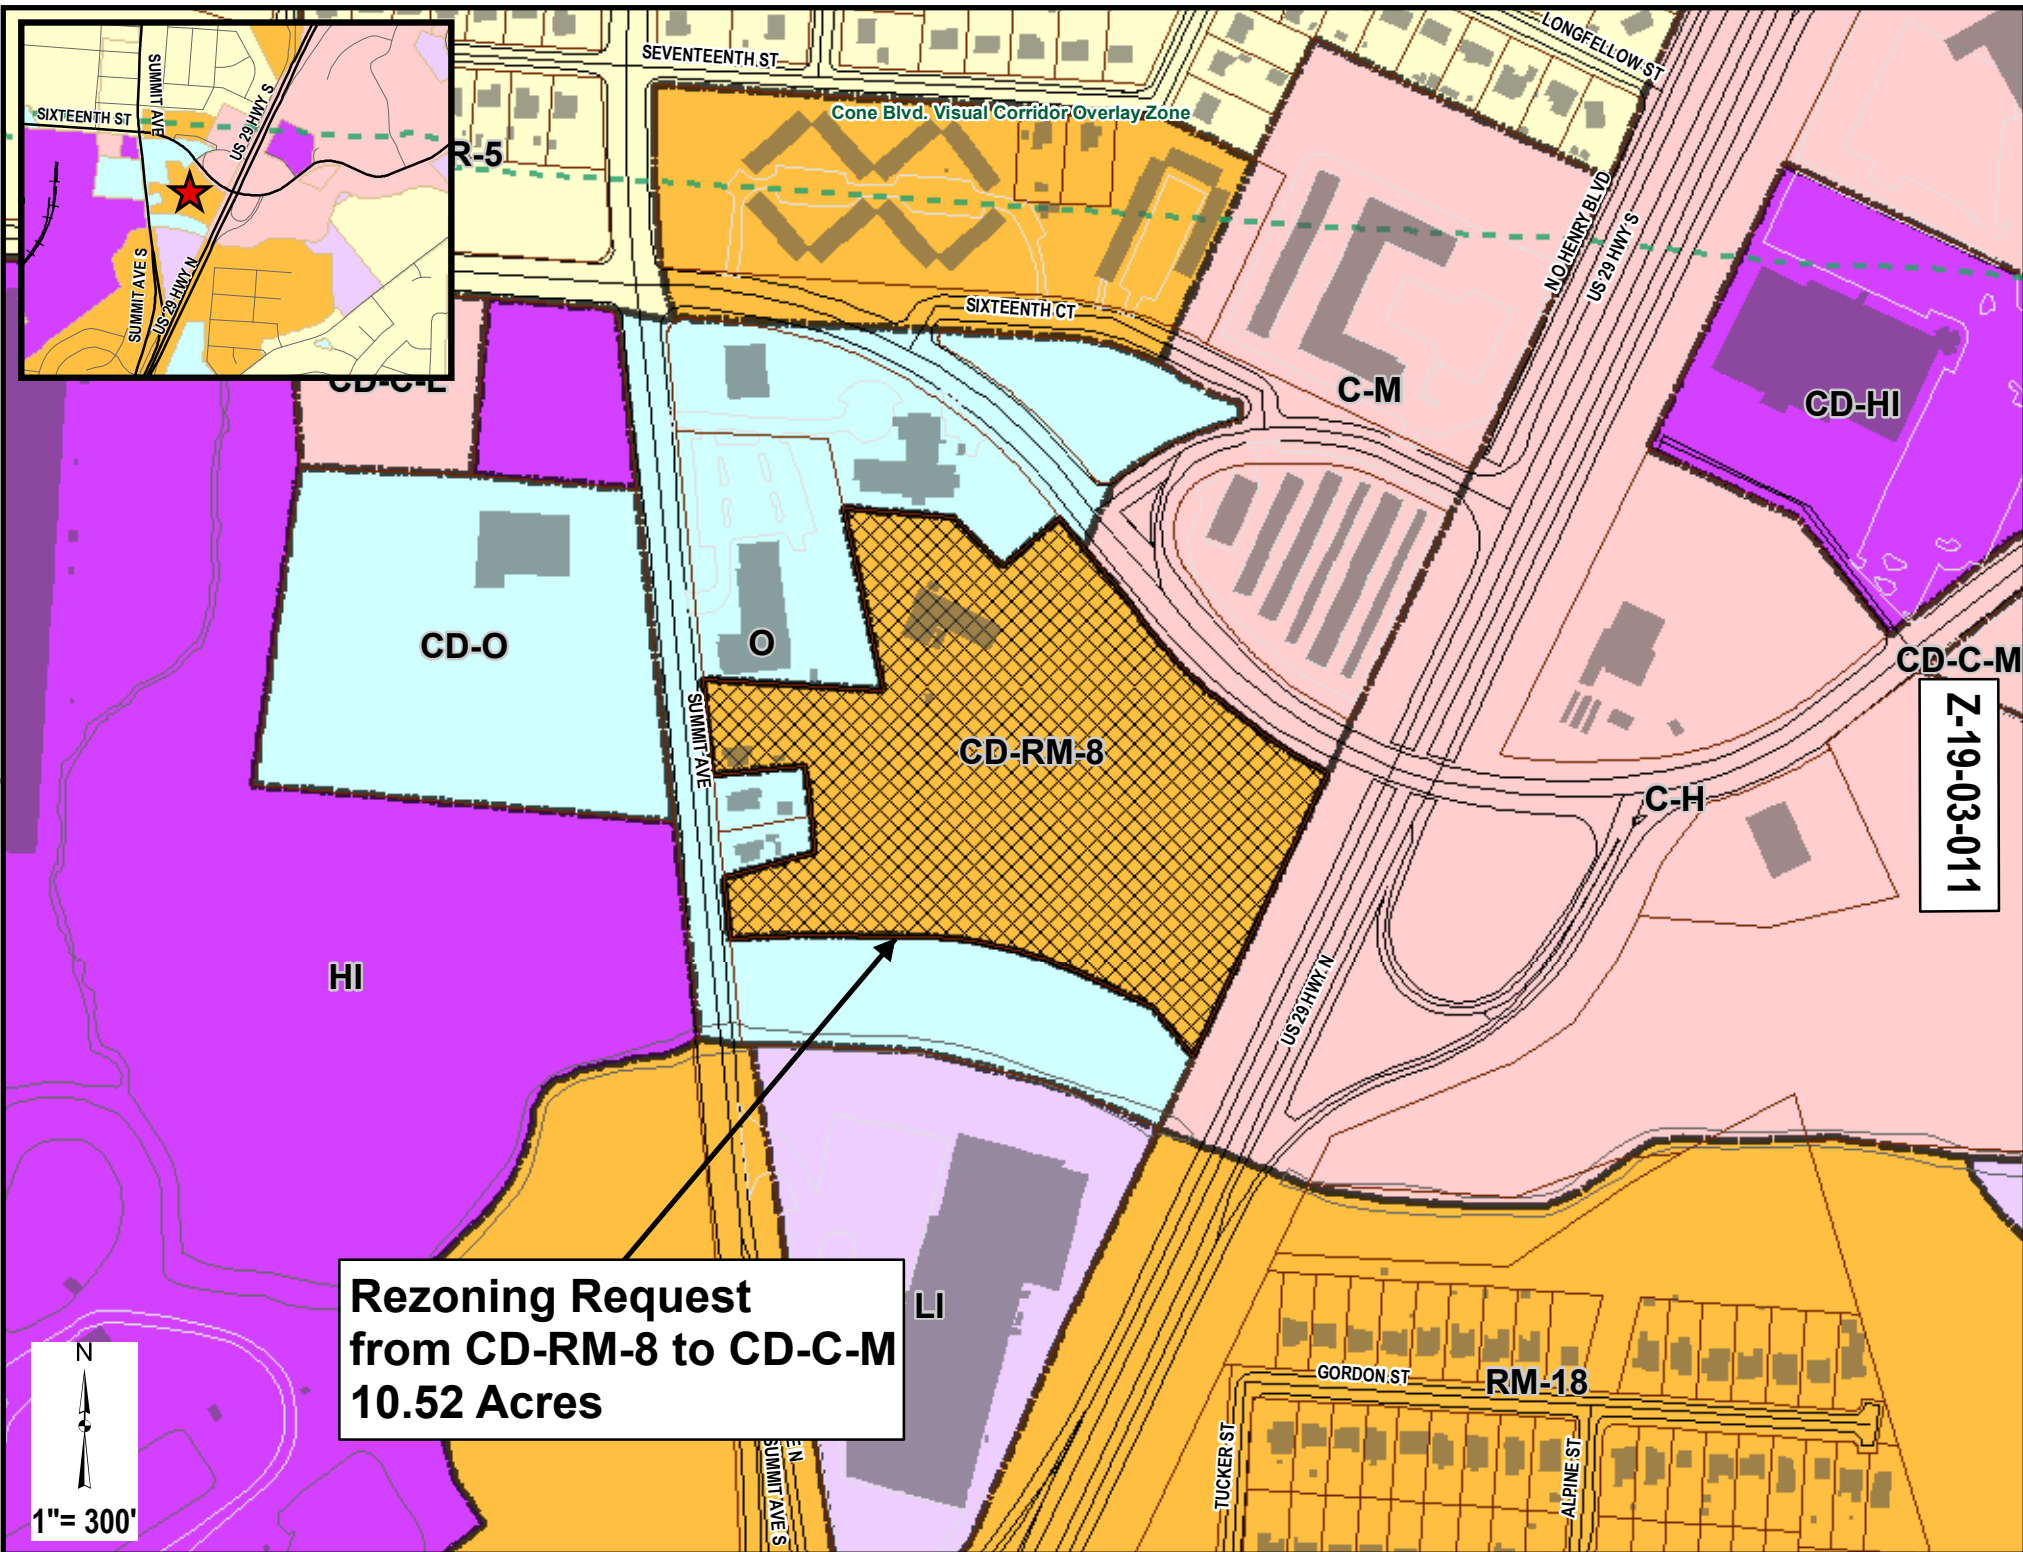 SEVENTEENTH ST
LONGFELLOW ST
Cone Blvd. Visual Corridor Overlay Zone
SUMMIT AVE
SIXTEENTH ST
US 29 HWY S
SUMMIT AVE S
US 29 HWY N
R-5
NO HENRY BLVD
US 29 HWY S
SIXTEENTH CT
CD-C-L
C-M
CD-HI
CD-O
O
SUMMIT AVE
CD-RM-8
CD-C-M
Z-19-03-011
C-H
HI
US 29 HWY N
Rezoning Request
from CD-RM-8 to CD-C-M
10.52 Acres
LI
N
1"= 300'
GORDON ST
RM-18
TUCKER ST
ALPINE ST
SUMMIT AVE S